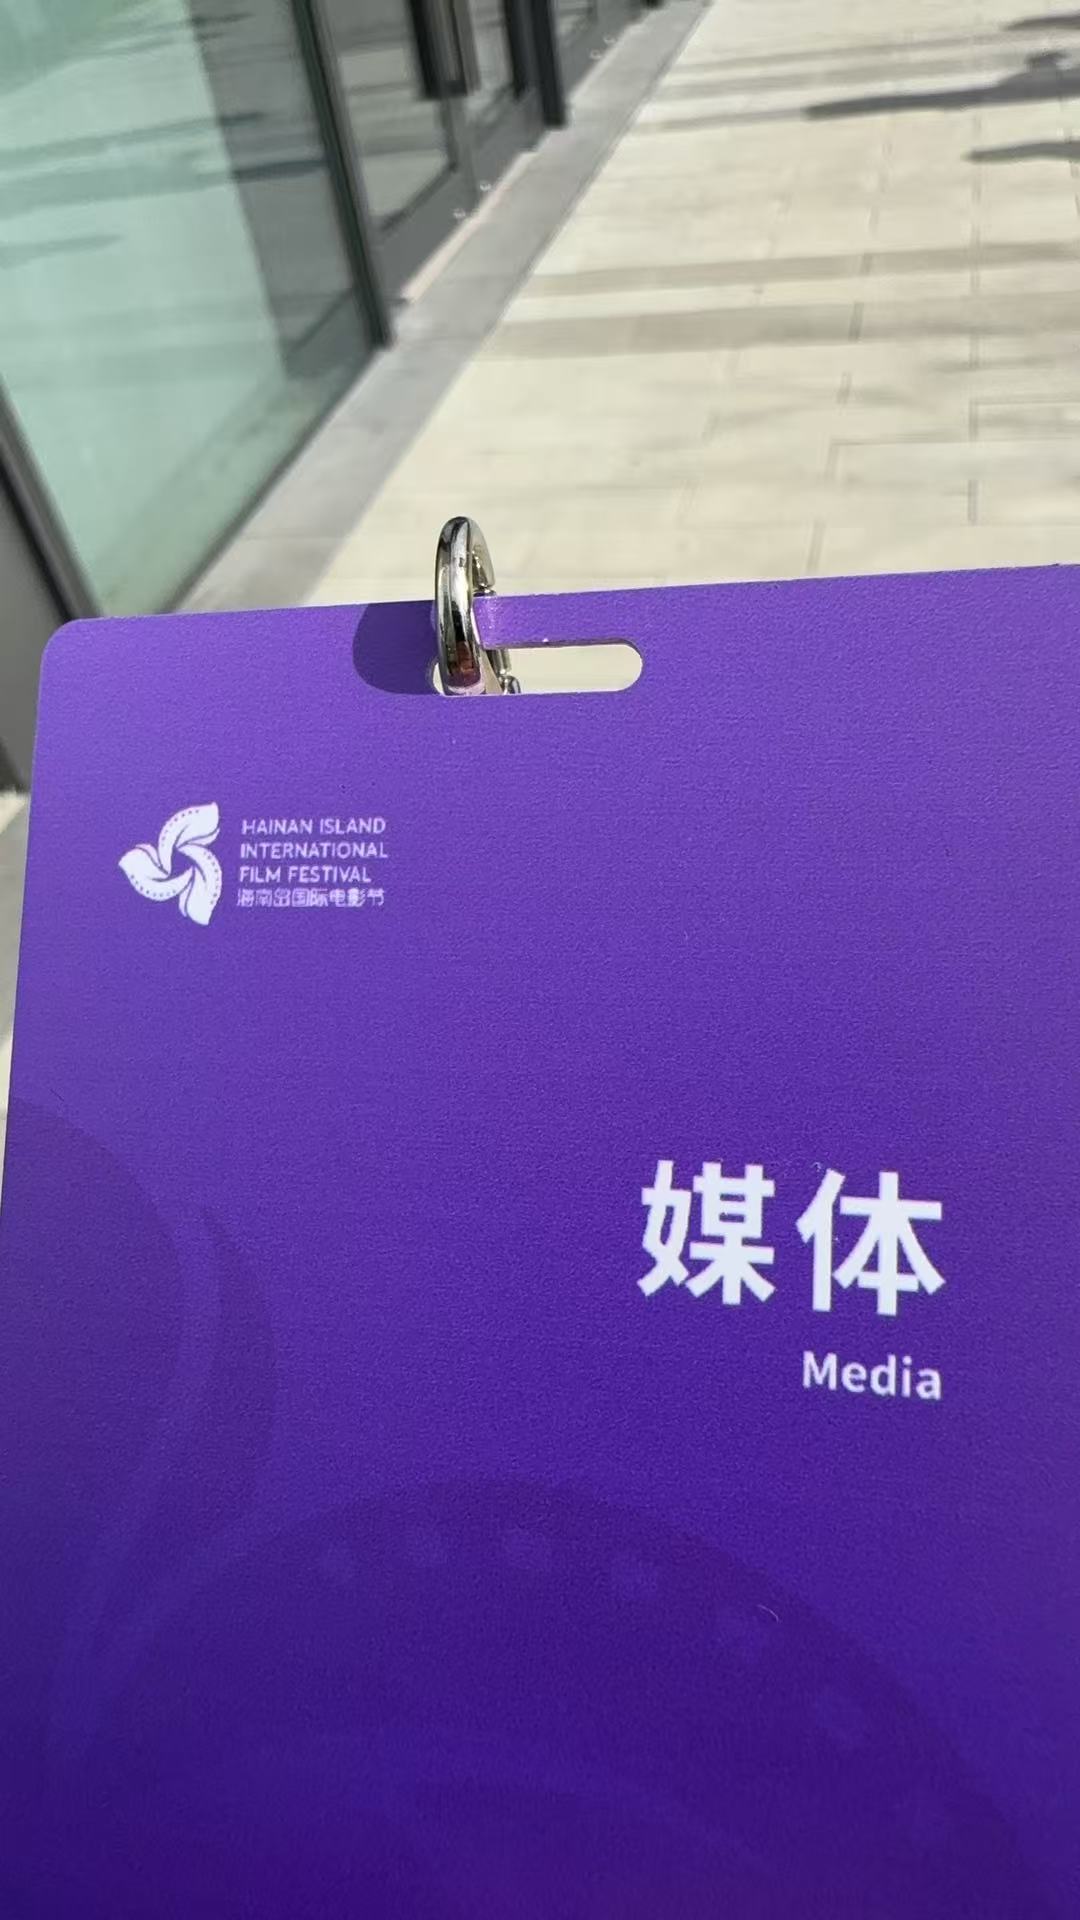 HAINAN ISLAND
INTERNATIONAL
FILM FESTIVAL
海南岛国际电影节
媒体
Media